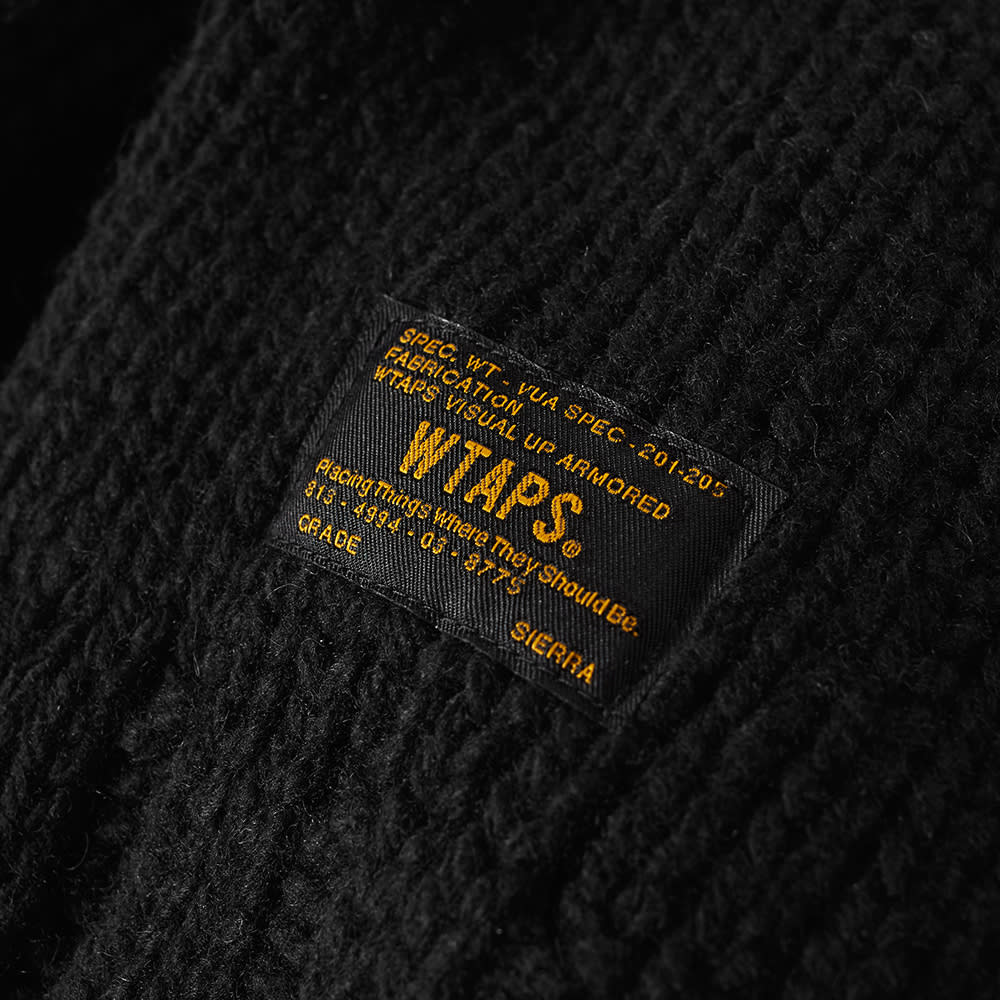 SPEC. WT - VUA SPEC - 201-205
FABRICATION
WTAPS VISUAL UP ARMORED
WTAPS®
Placing Things Where They Should Be.
813 - 4994 - 03 - 8775
GRADE
SIERRA